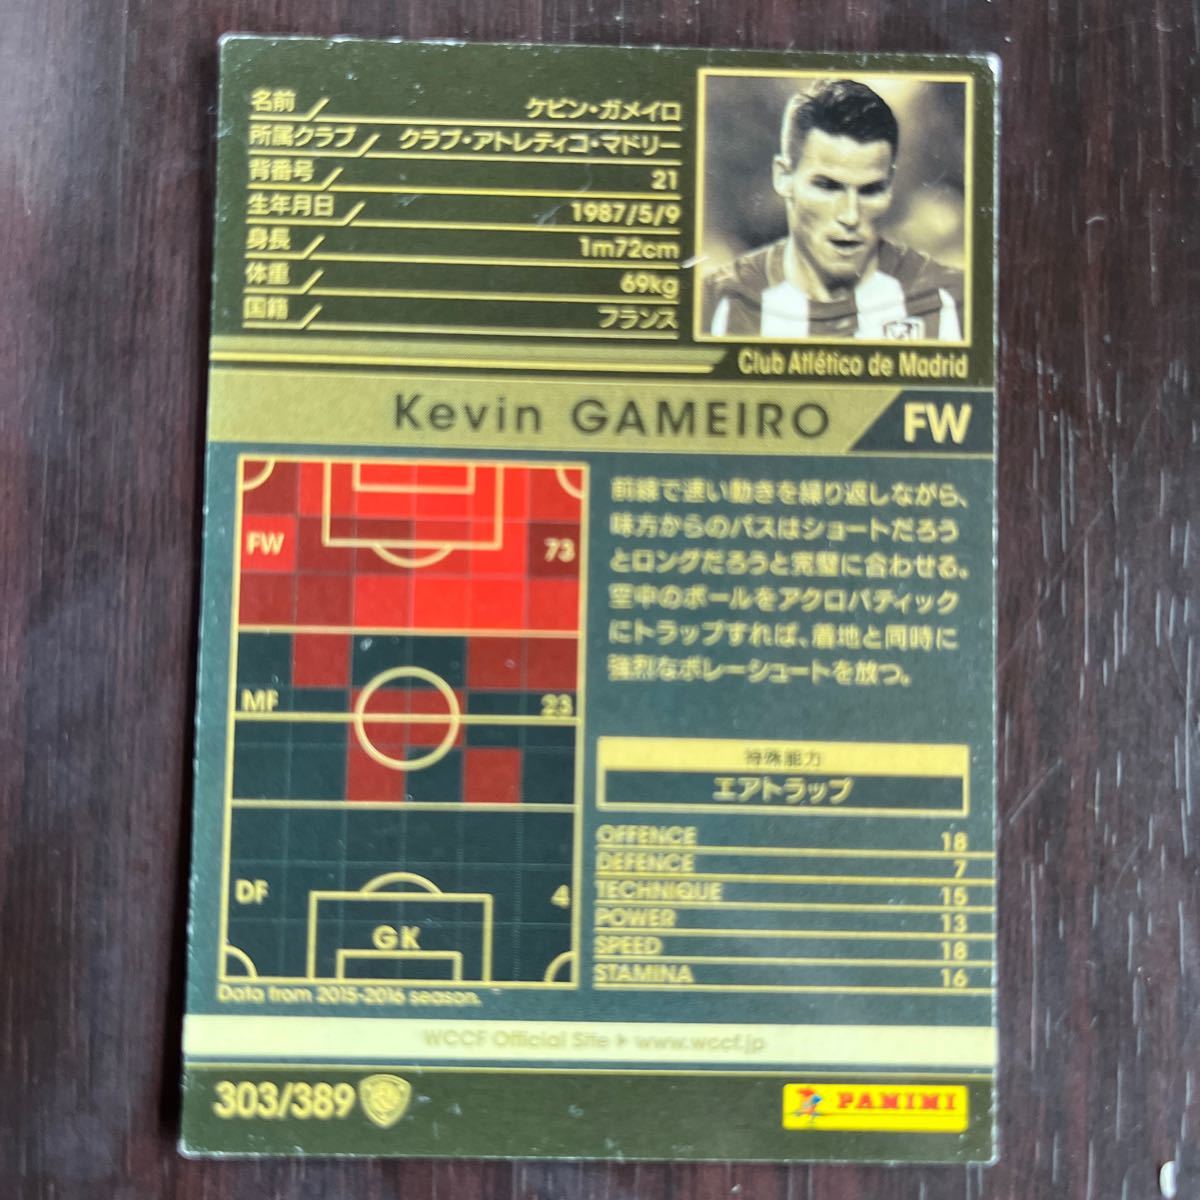 名前 ケビン・ガメイロ
所属クラブ クラブ・アトレティコ・マドリー
背番号 21
生年月日 1987/5/9
身長 1m72cm
体重 69kg
国籍 フランス
Club Atlético de Madrid
Kevin GAMEIRO FW
FW 73
MF 23
DF 4
GK
Data from 2015-2016 season.
前線で速い動きを繰り返しながら、
味方からのパスはショートだろう
とロングだろうと完璧に合わせる。
空中のボールをアクロバティック
にトラップすれば、着地と同時に
強烈なボレーシュートを放つ。
特殊能力
エアトラップ
OFFENCE 18
DEFENCE 7
TECHNIQUE 15
POWER 13
SPEED 18
STAMINA 16
WCCF Official Site ▶ www.wccf.jp
303/389
PANINI